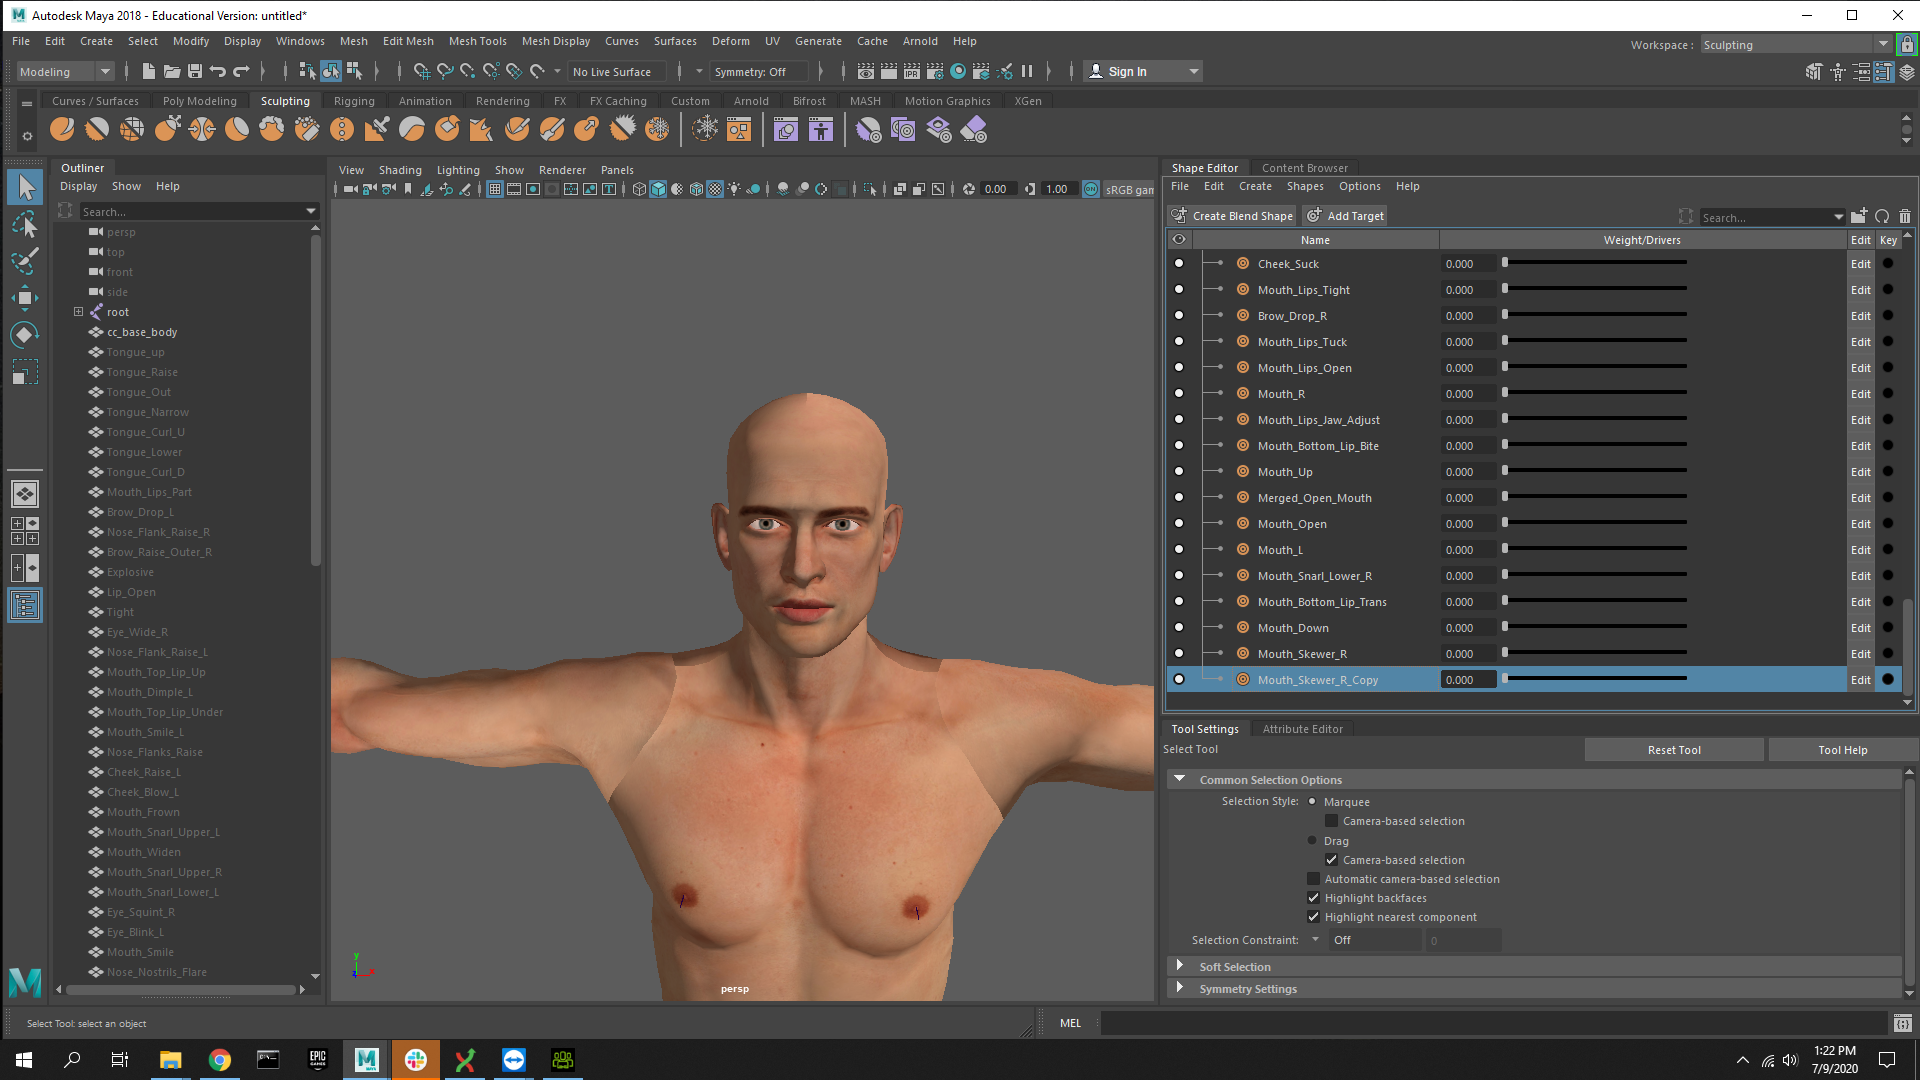 Autodesk Maya 2018 - Educational Version: untitled*
File Edit Create Select Modify Display Windows Mesh Edit Mesh Mesh Tools Mesh Display Curves Surfaces Deform UV Generate Cache Arnold Help
Workspace : Sculpting
Modeling No Live Surface Symmetry: Off Sign In
Curves / Surfaces Poly Modeling Sculpting Rigging Animation Rendering FX FX Caching Custom Arnold Bifrost MASH Motion Graphics XGen
Outliner
Display Show Help
Search...
persp
top
front
side
root
cc_base_body
Tongue_up
Tongue_Raise
Tongue_Out
Tongue_Narrow
Tongue_Curl_U
Tongue_Lower
Tongue_Curl_D
Mouth_Lips_Part
Brow_Drop_L
Nose_Flank_Raise_R
Brow_Raise_Outer_R
Explosive
Lip_Open
Tight
Eye_Wide_R
Nose_Flank_Raise_L
Mouth_Top_Lip_Up
Mouth_Dimple_L
Mouth_Top_Lip_Under
Mouth_Smile_L
Nose_Flanks_Raise
Cheek_Raise_L
Cheek_Blow_L
Mouth_Frown
Mouth_Snarl_Upper_L
Mouth_Widen
Mouth_Snarl_Upper_R
Mouth_Snarl_Lower_L
Eye_Squint_R
Eye_Blink_L
Mouth_Smile
Nose_Nostrils_Flare
View Shading Lighting Show Renderer Panels
0.00 1.00 ON sRGB gam
y
x
z
persp
Shape Editor Content Browser
File Edit Create Shapes Options Help
Create Blend Shape Add Target Search...
Name Weight/Drivers Edit Key
Cheek_Suck 0.000 Edit
Mouth_Lips_Tight 0.000 Edit
Brow_Drop_R 0.000 Edit
Mouth_Lips_Tuck 0.000 Edit
Mouth_Lips_Open 0.000 Edit
Mouth_R 0.000 Edit
Mouth_Lips_Jaw_Adjust 0.000 Edit
Mouth_Bottom_Lip_Bite 0.000 Edit
Mouth_Up 0.000 Edit
Merged_Open_Mouth 0.000 Edit
Mouth_Open 0.000 Edit
Mouth_L 0.000 Edit
Mouth_Snarl_Lower_R 0.000 Edit
Mouth_Bottom_Lip_Trans 0.000 Edit
Mouth_Down 0.000 Edit
Mouth_Skewer_R 0.000 Edit
Mouth_Skewer_R_Copy 0.000 Edit
Tool Settings Attribute Editor
Select Tool Reset Tool Tool Help
Common Selection Options
Selection Style: Marquee
Camera-based selection
Drag
Camera-based selection
Automatic camera-based selection
Highlight backfaces
Highlight nearest component
Selection Constraint: Off 0
Soft Selection
Symmetry Settings
Select Tool: select an object
MEL
EPIC GAMES
MAYA
1:22 PM
7/9/2020